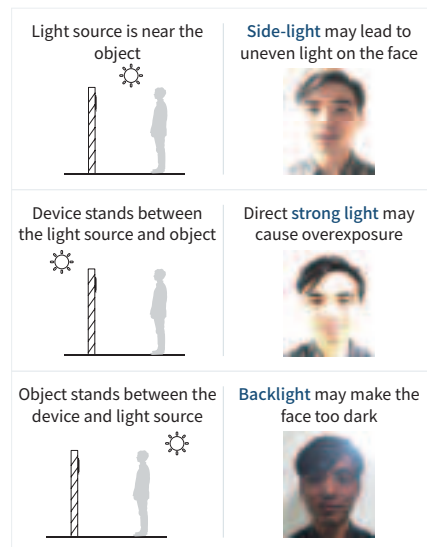 Light source is near the
object
Side-light may lead to
uneven light on the face
Device stands between
the light source and object
Direct strong light may
cause overexposure
Object stands between the
device and light source
Backlight may make the
face too dark